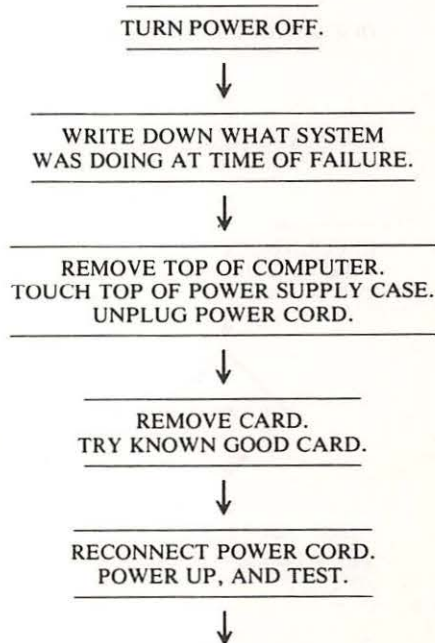 TURN POWER OFF.
WRITE DOWN WHAT SYSTEM
WAS DOING AT TIME OF FAILURE.
REMOVE TOP OF COMPUTER.
TOUCH TOP OF POWER SUPPLY CASE.
UNPLUG POWER CORD.
REMOVE CARD.
TRY KNOWN GOOD CARD.
RECONNECT POWER CORD.
POWER UP, AND TEST.